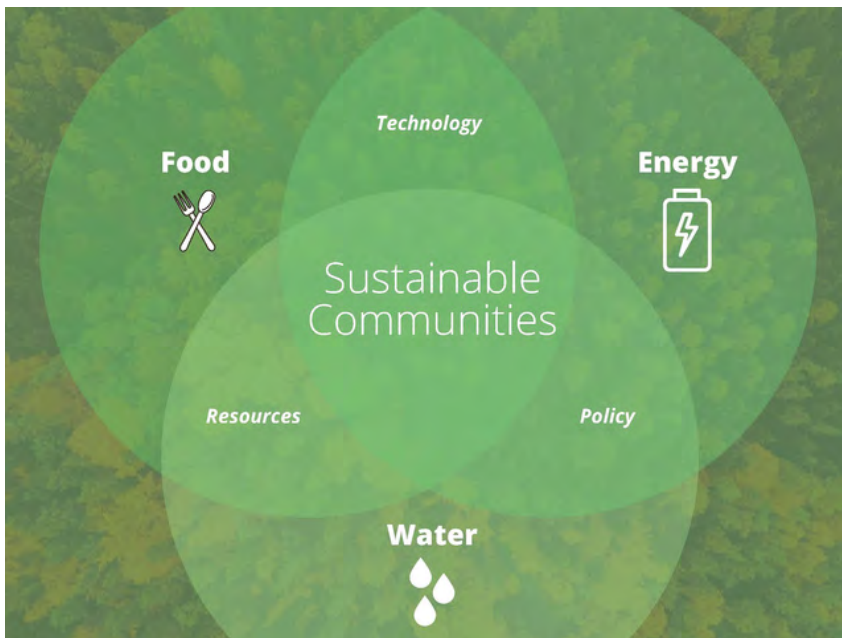 Technology
Food
Energy
Sustainable
Communities
Resources
Policy
Water